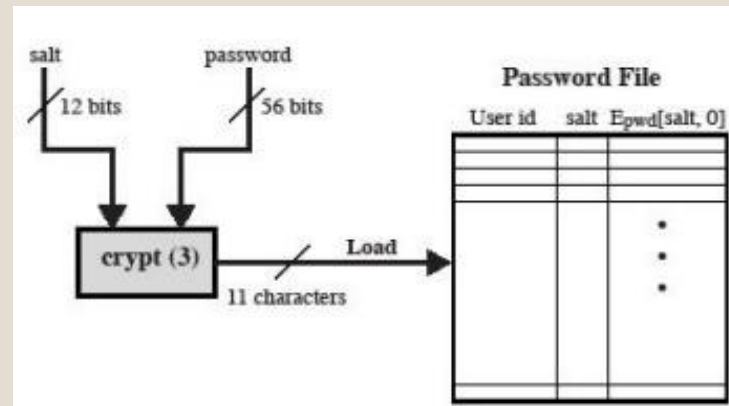 salt password
12 bits 56 bits
crypt (3)
Load
11 characters
Password File
User id salt Epwd[salt, 0]